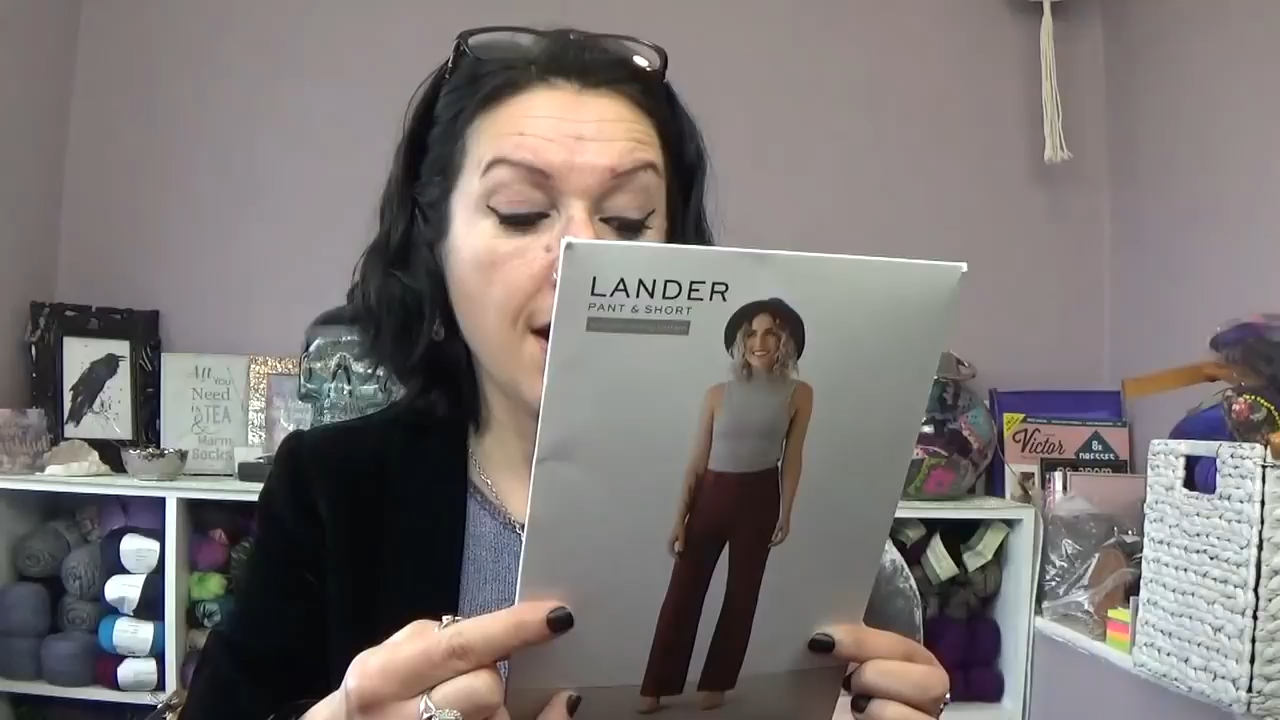 LANDER
PANT & SHORT
All You
Need
is TEA
&
Warm
Socks
Victor
8x
DRESSES